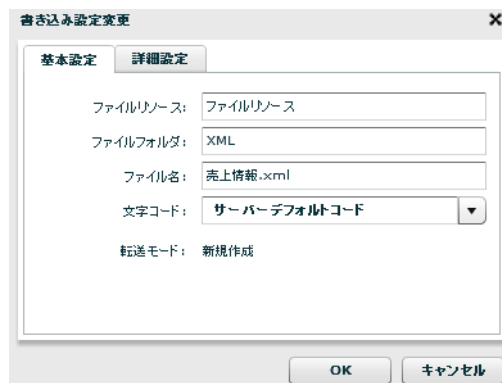 書き込み設定変更
基本設定 詳細設定
ファイルリソース: ファイルリソース
ファイルフォルダ: XML
ファイル名: 売上情報.xml
文字コード: サーバーデフォルトコード
転送モード: 新規作成
OK キャンセル